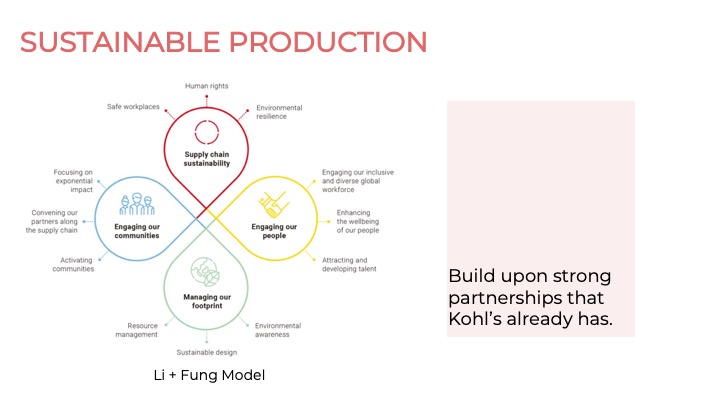 SUSTAINABLE PRODUCTION
Human rights
Safe workplaces
Environmental
resilience
Supply chain
sustainability
Focusing on
exponential
impact
Convening our
partners along
the supply chain
Activating
communities
Engaging our
communities
Engaging our
people
Engaging our inclusive
and diverse global
workforce
Enhancing
the wellbeing
of our people
Attracting and
developing talent
Managing our
footprint
Resource
management
Environmental
awareness
Sustainable design
Li + Fung Model
Build upon strong
partnerships that
Kohl’s already has.